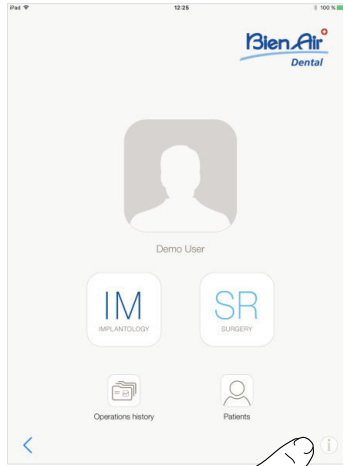 iPad
12:25
100 %
Bien Air
Dental
Demo User
IM
IMPLANTOLOGY
SR
SURGERY
Operations history
Patients
i